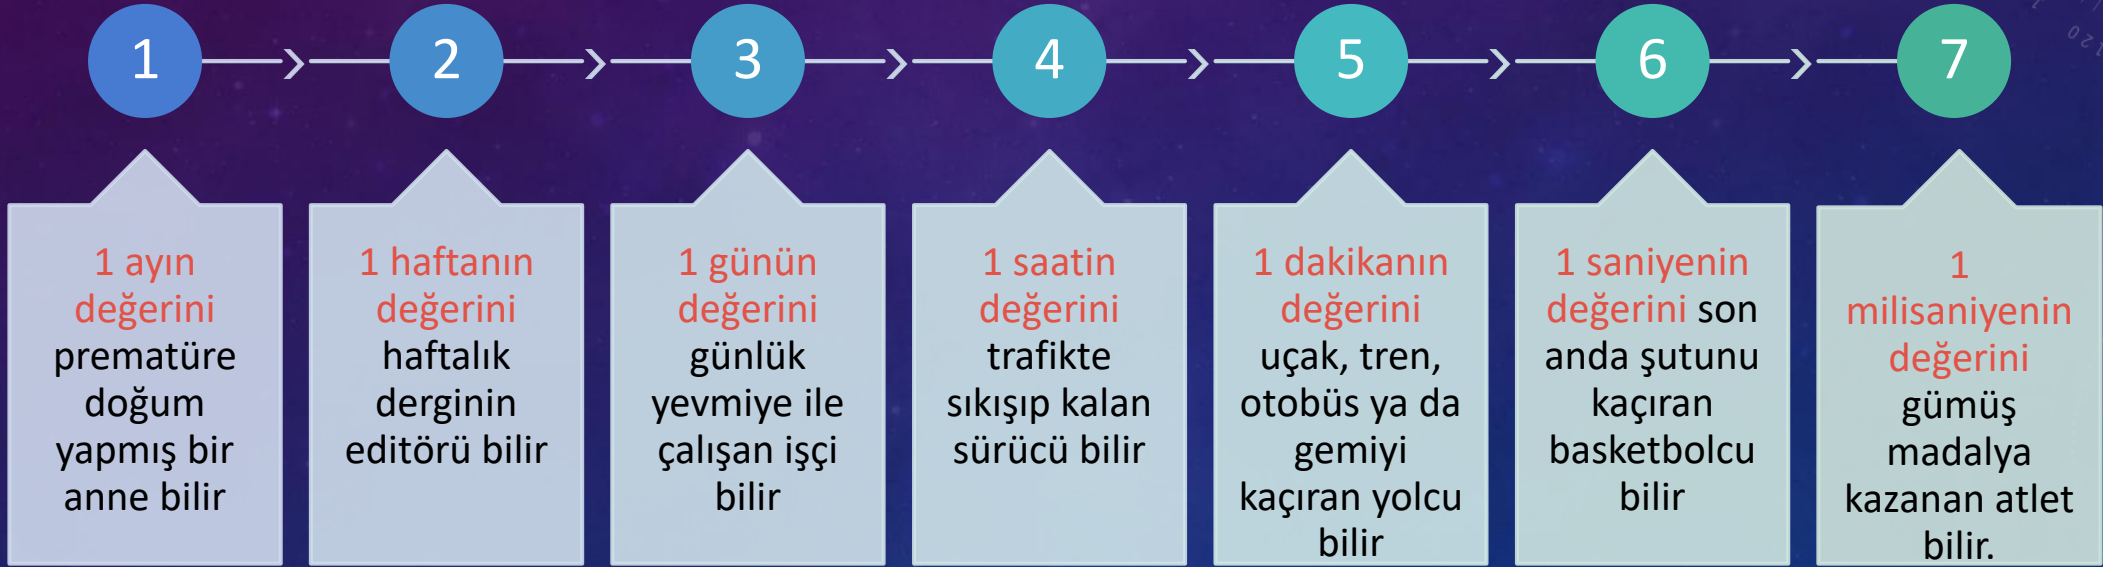 1
2
3
4
5
6
7
1 ayın
değerini
prematüre
doğum
yapmış bir
anne bilir
1 haftanın
değerini
haftalık
derginin
editörü bilir
1 günün
değerini
günlük
yevmiye ile
çalışan işçi
bilir
1 saatin
değerini
trafikte
sıkışıp kalan
sürücü bilir
1 dakikanın
değerini
uçak, tren,
otobüs ya da
gemiyi
kaçıran yolcu
bilir
1 saniyenin
değerini son
anda şutunu
kaçıran
basketbolcu
bilir
1
milisaniyenin
değerini
gümüş
madalya
kazanan atlet
bilir.